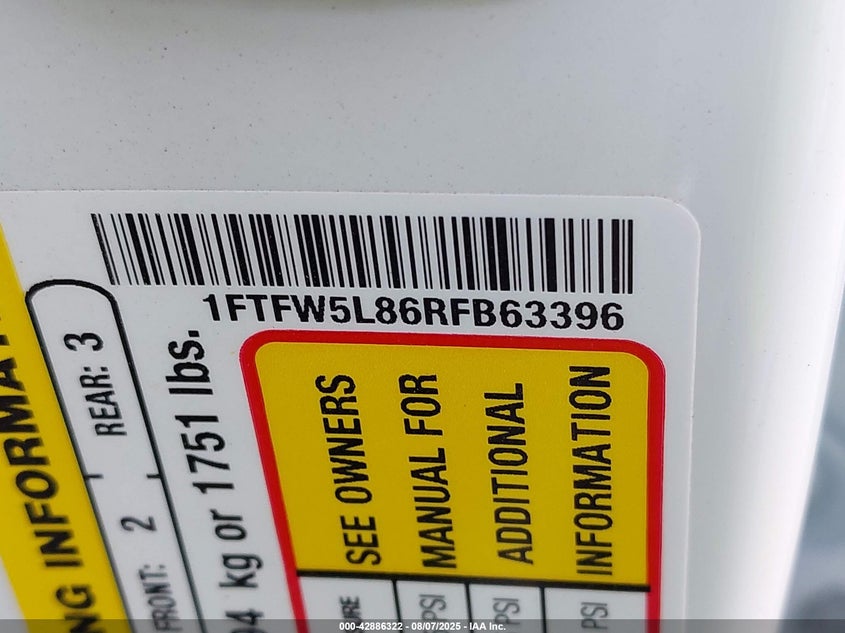 1FTFW5L86RFB63396
NG INFORMAT
FRONT: 2 REAR: 3
kg or 1751 lbs.
SEE OWNERS
MANUAL FOR
ADDITIONAL
INFORMATION
PSI
PSI
PSI
000-42886322 - 08/07/2025 - IAA Inc.